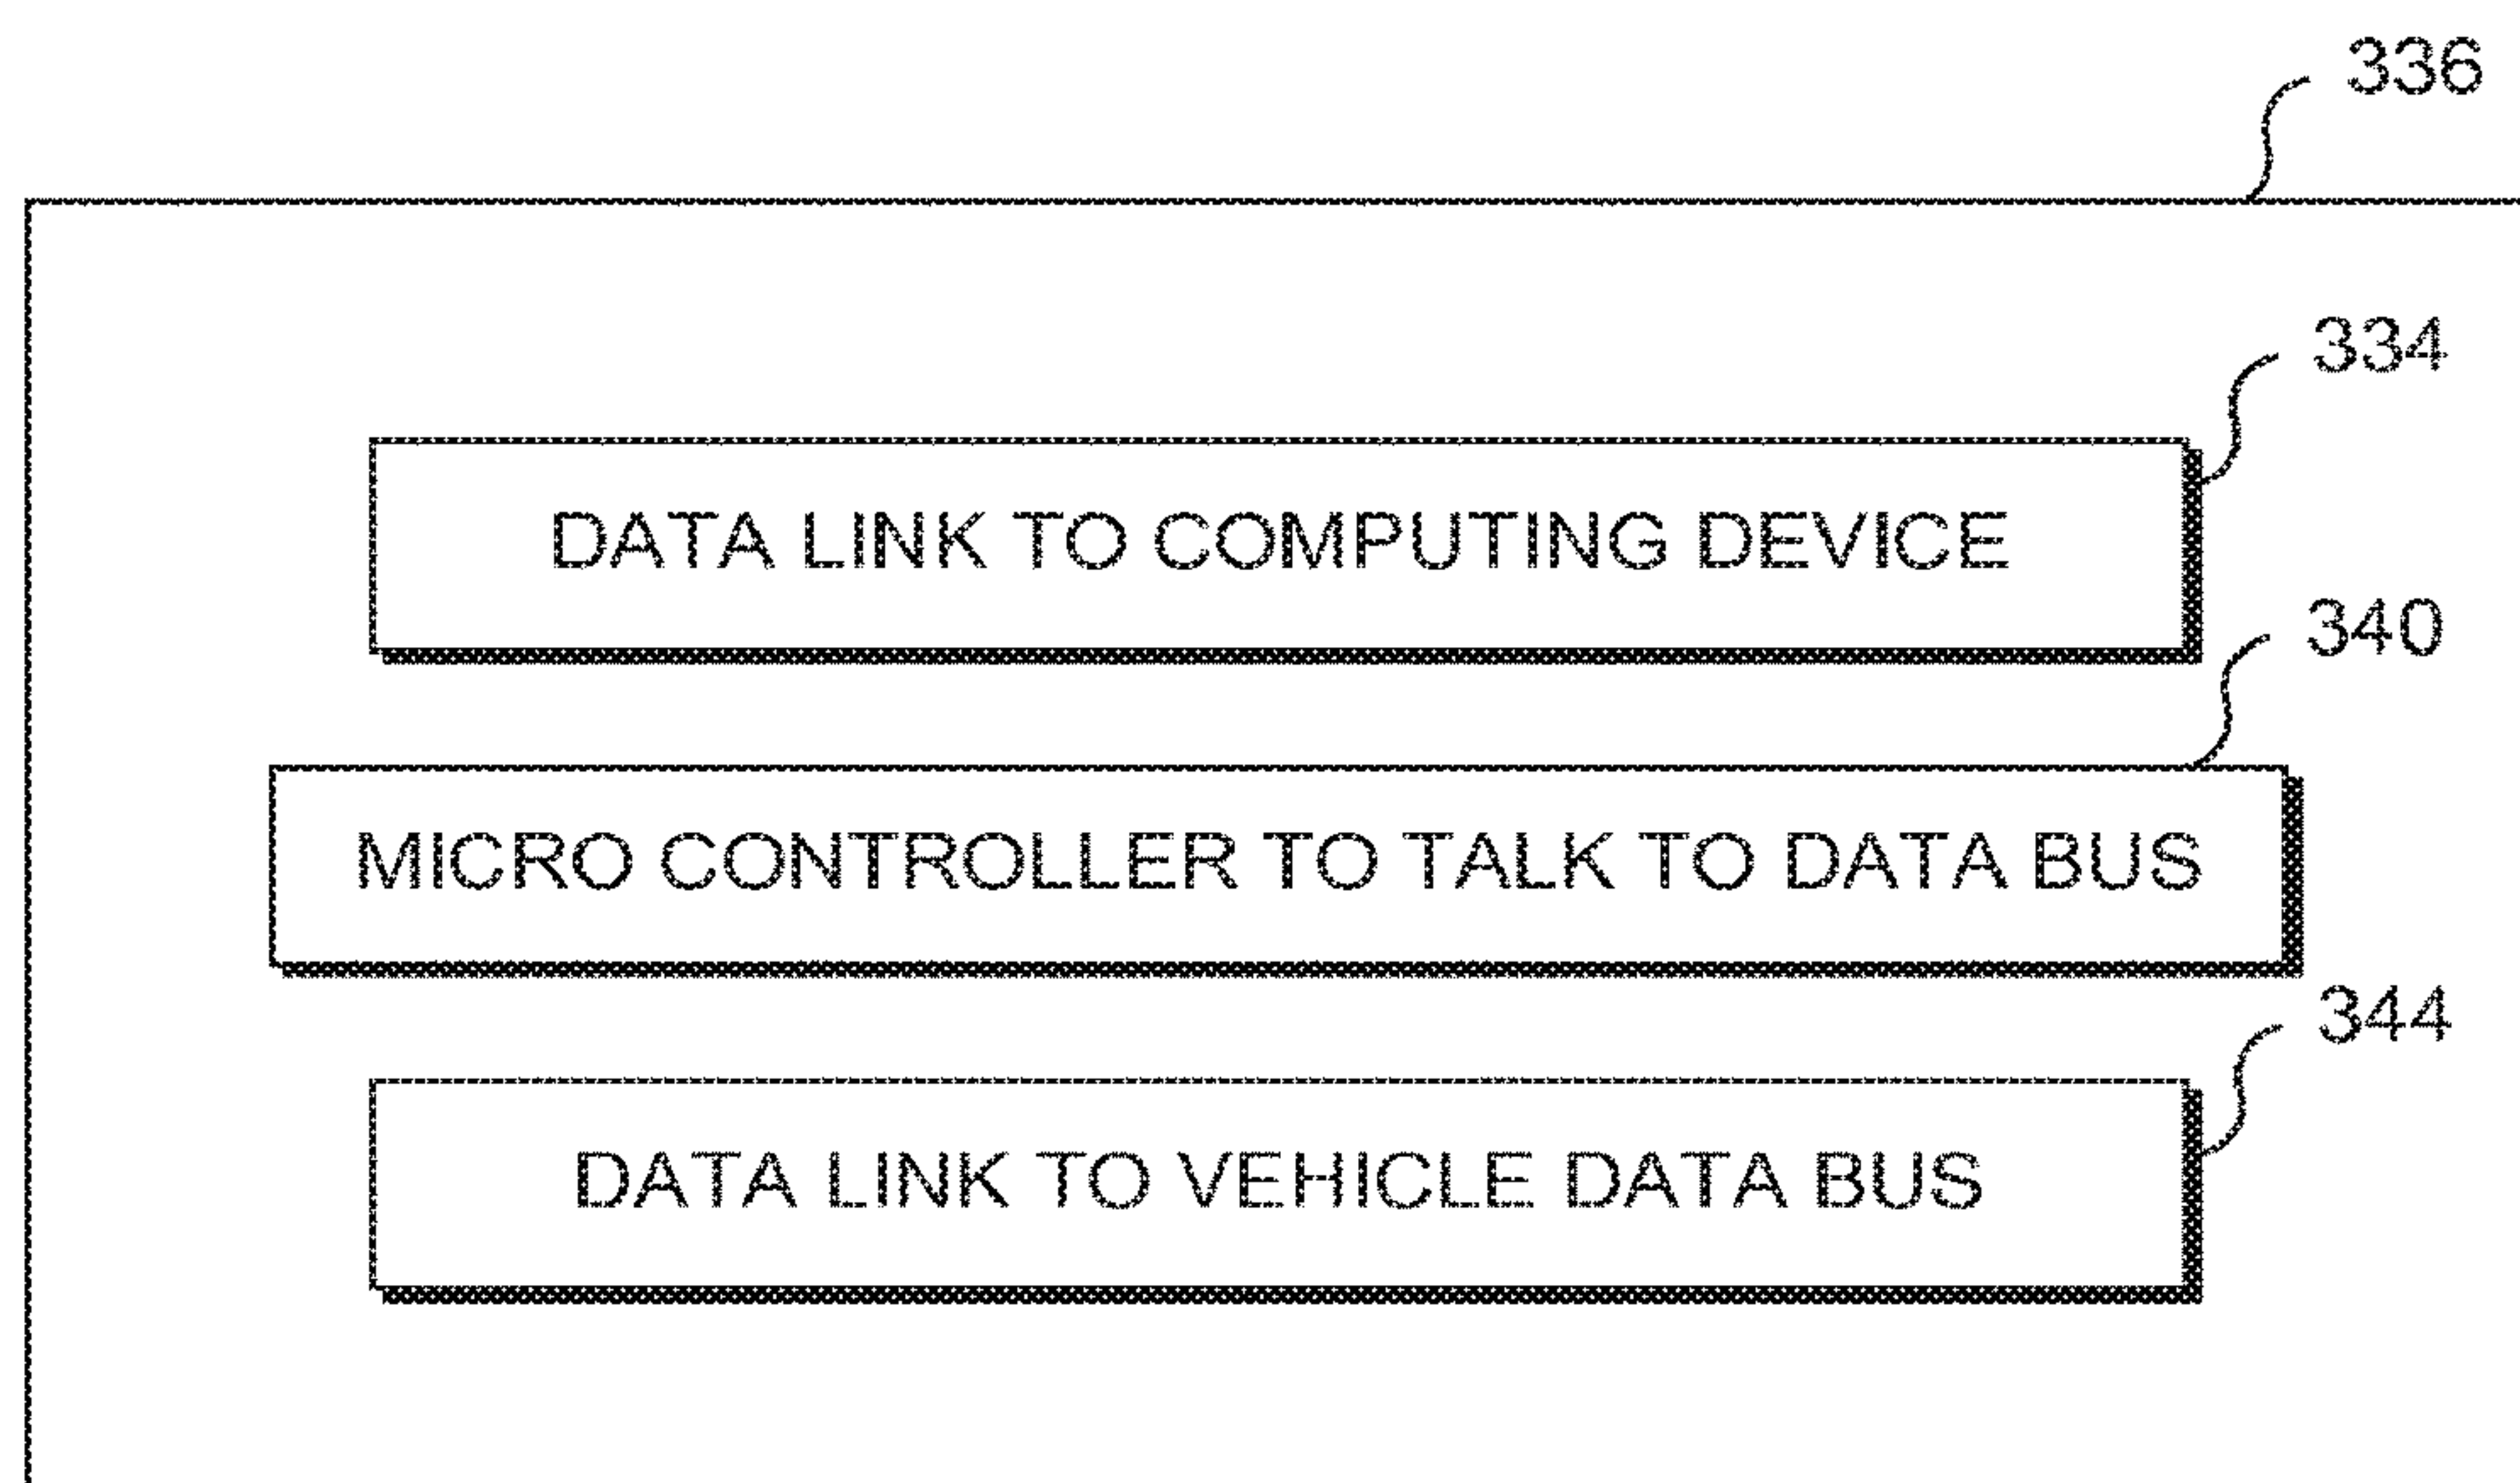 336
334
DATA LINK TO COMPUTING DEVICE
340
MICRO CONTROLLER TO TALK TO DATA BUS
344
DATA LINK TO VEHICLE DATA BUS